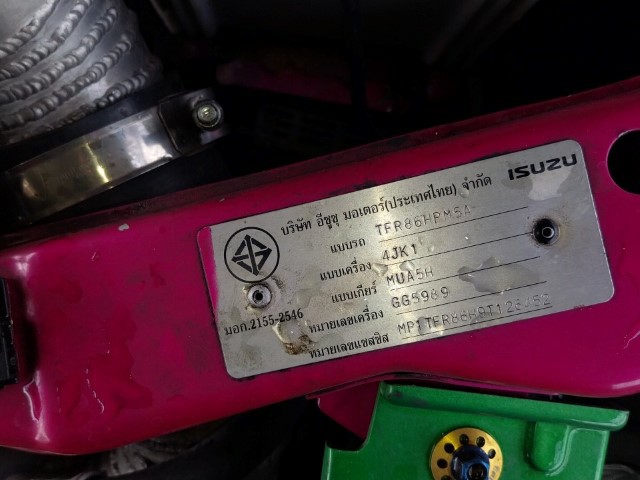 ISUZU
บริษัท อีซูซุ มอเตอร์(ประเทศไทย) จำกัด
แบบรถ TFR86HPM5A
แบบเครื่อง 4JK1
แบบเกียร์ MUA5H
หมายเลขเครื่อง GG5989
มอก.2155-2546
หมายเลขแชสซิส